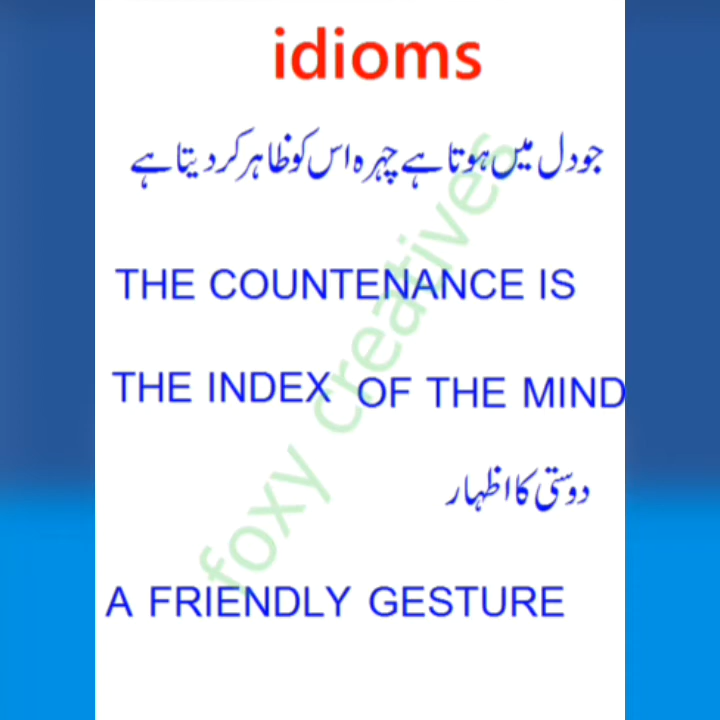 idioms
جو دل میں ہوتا ہے چہرہ اس کو ظاہر کر دیتا ہے
THE COUNTENANCE IS
THE INDEX OF THE MIND
دوستی کا اظہار
A FRIENDLY GESTURE
foxy creatives